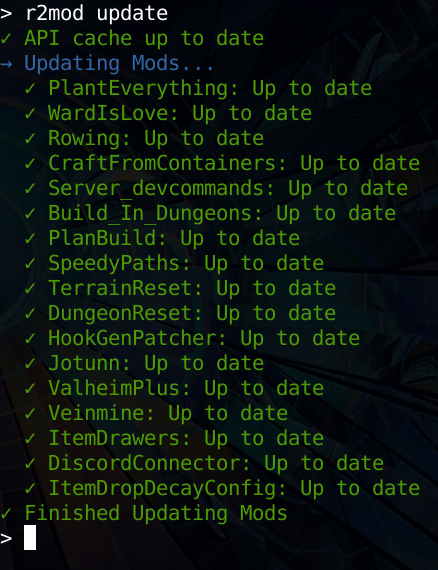 > r2mod update
✓ API cache up to date
→ Updating Mods...
✓ PlantEverything: Up to date
✓ WardIsLove: Up to date
✓ Rowing: Up to date
✓ CraftFromContainers: Up to date
✓ Server_devcommands: Up to date
✓ Build_In_Dungeons: Up to date
✓ PlanBuild: Up to date
✓ SpeedyPaths: Up to date
✓ TerrainReset: Up to date
✓ DungeonReset: Up to date
✓ HookGenPatcher: Up to date
✓ Jotunn: Up to date
✓ ValheimPlus: Up to date
✓ Veinmine: Up to date
✓ ItemDrawers: Up to date
✓ DiscordConnector: Up to date
✓ ItemDropDecayConfig: Up to date
✓ Finished Updating Mods
>